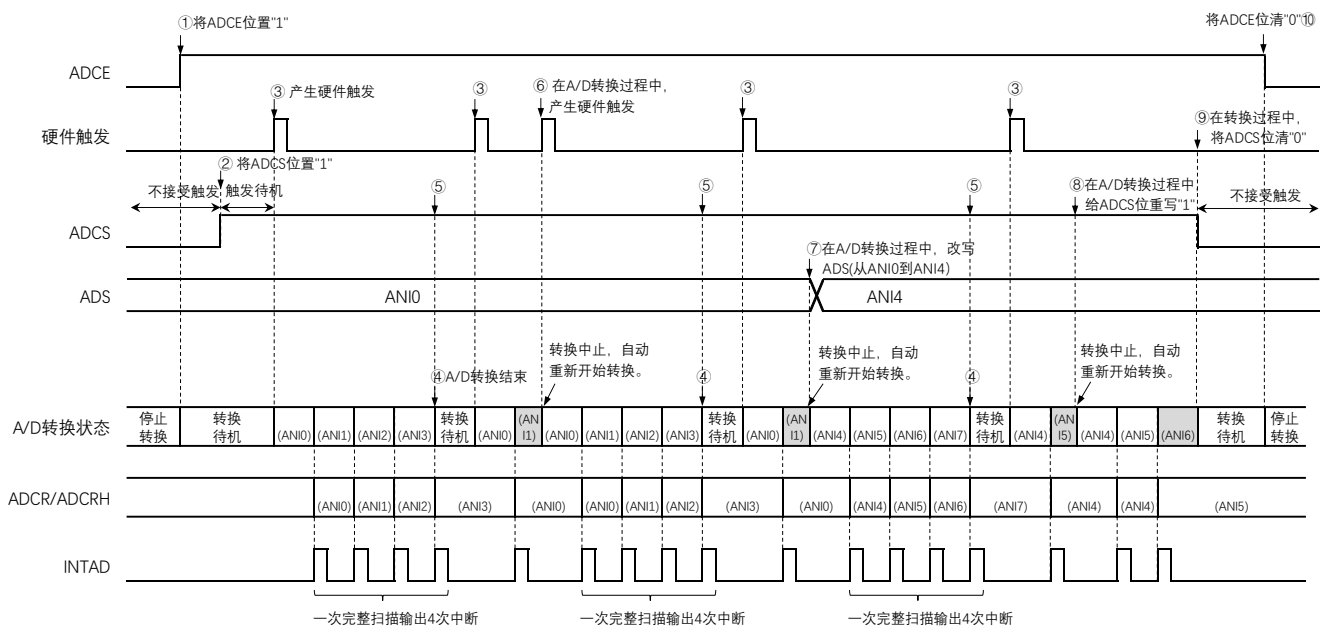 ①将ADCE位置"1"
将ADCE位清"0"⑩
ADCE
③ 产生硬件触发
③
⑥ 在A/D转换过程中,
产生硬件触发
③
③
⑨在转换过程中,
将ADCS位清"0"
硬件触发
② 将ADCS位置"1"
不接受触发
触发待机
⑤
⑤
⑤
⑧在A/D转换过程中
给ADCS位重写"1"
不接受触发
ADCS
⑦在A/D转换过程中, 改写
ADS(从ANI0到ANI4)
ADS
ANI0
ANI4
转换中止, 自动
重新开始转换。
转换中止, 自动
重新开始转换。
转换中止, 自动
重新开始转换。
④A/D转换结束
④
④
A/D转换状态
停止
转换
转换
待机
(ANI0)
(ANI1)
(ANI2)
(ANI3)
转换
待机
(ANI0)
(AN
I1)
(ANI0)
(ANI1)
(ANI2)
(ANI3)
转换
待机
(ANI0)
(AN
I1)
(ANI4)
(ANI5)
(ANI6)
(ANI7)
转换
待机
(ANI4)
(AN
I5)
(ANI4)
(ANI5)
(ANI6)
转换
待机
停止
转换
ADCR/ADCRH
(ANI0)
(ANI1)
(ANI2)
(ANI3)
(ANI0)
(ANI0)
(ANI1)
(ANI2)
(ANI3)
(ANI0)
(ANI4)
(ANI5)
(ANI6)
(ANI7)
(ANI4)
(ANI4)
(ANI5)
INTAD
一次完整扫描输出4次中断
一次完整扫描输出4次中断
一次完整扫描输出4次中断